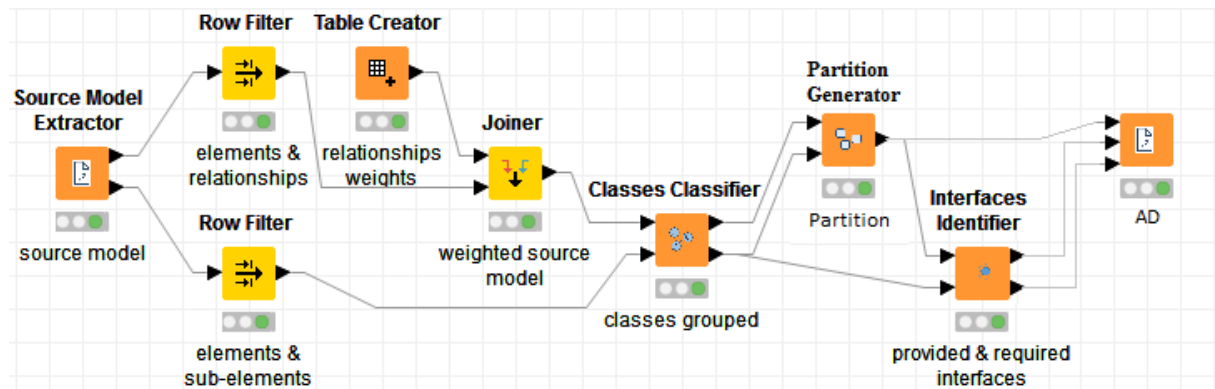 Row Filter
Table Creator
Partition
Generator
Source Model
Extractor
Joiner
elements &
relationships
relationships
weights
Classes Classifier
Partition
Interfaces
Identifier
AD
Row Filter
source model
weighted source
model
classes grouped
elements &
sub-elements
provided & required
interfaces